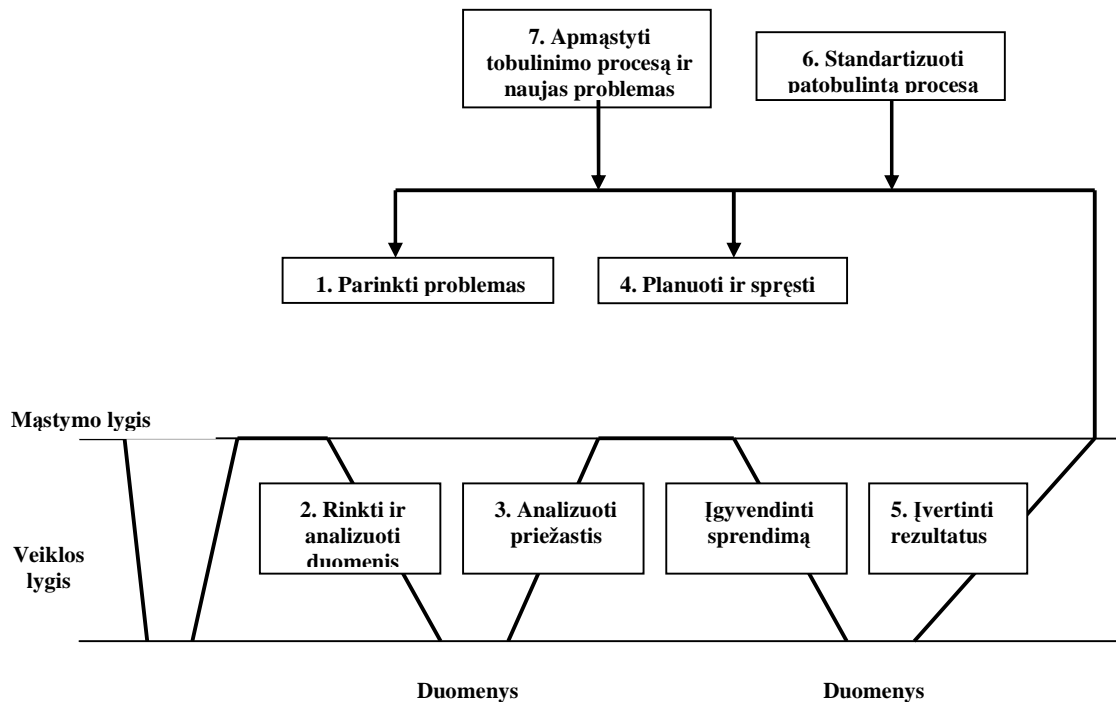 7. Apmąstyti
tobulinimo procesą ir
naujas problemas
6. Standartizuoti
patobulintą procesą
1. Parinkti problemas
4. Planuoti ir spręsti
Mąstymo lygis
2. Rinkti ir
analizuoti
duomenis
3. Analizuoti
priežastis
Įgyvendinti
sprendimą
5. Įvertinti
rezultatus
Veiklos
lygis
Duomenys
Duomenys